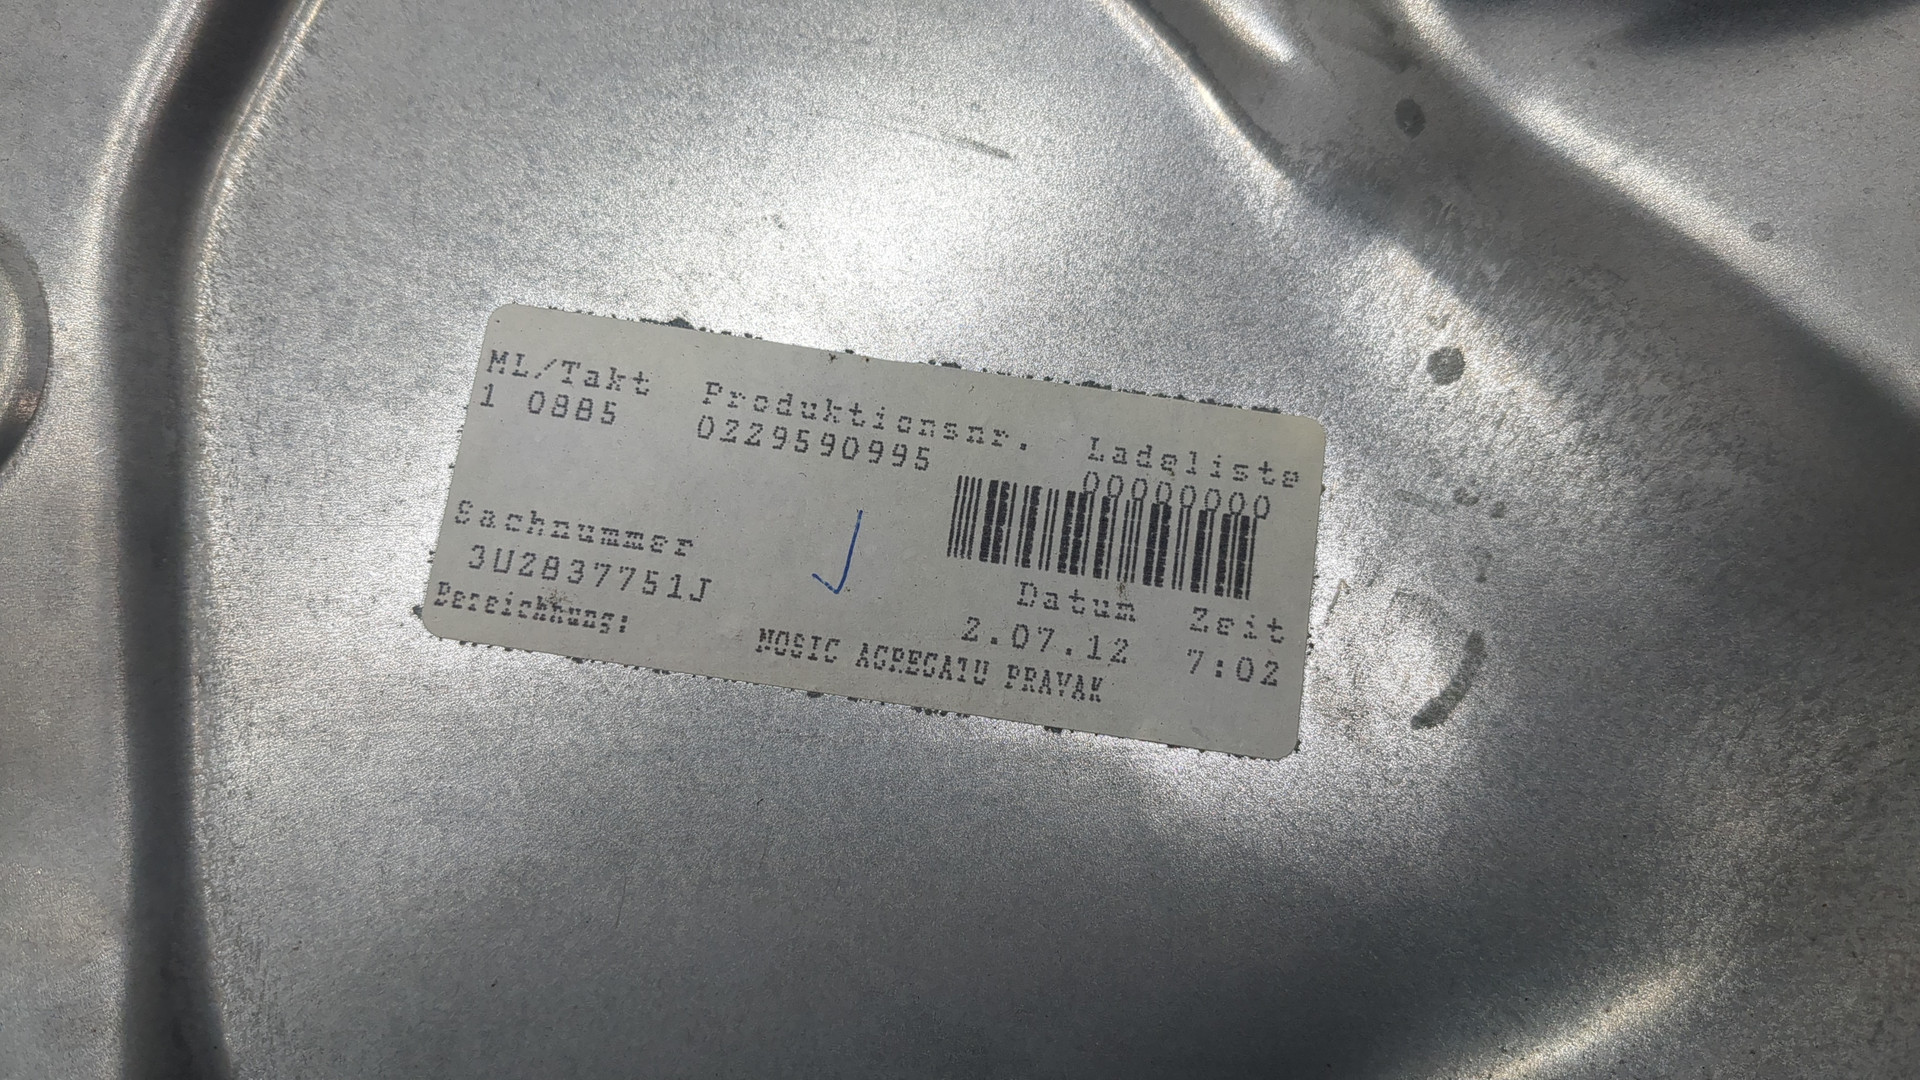 ML/Takt Produktionsnr. Ladeliste
1 0885 0229590995 00000000
Sachnummer
3U2837751J
Datum Zeit
2.07.12 7:02
Bereichnung:
NOSIC AGREGATU PRAVAK